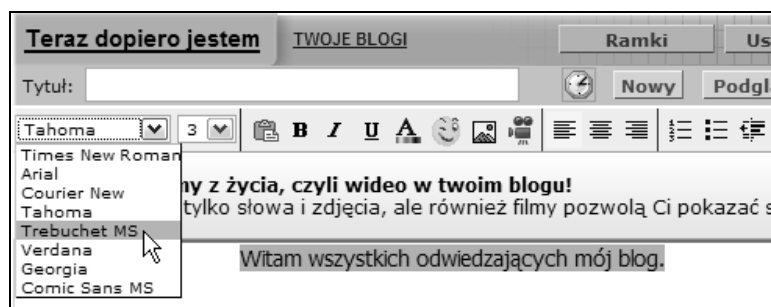 Teraz dopiero jestem TWOJE BLOGI Ramki Us
Tytuł: Nowy Podgl
Tahoma 3 B I U A
Times New Roman
Arial
Courier New
Tahoma
Trebuchet MS
Verdana
Georgia
Comic Sans MS
ny z życia, czyli wideo w twoim blogu!
tylko słowa i zdjęcia, ale również filmy pozwolą Ci pokazać s
Witam wszystkich odwiedzających mój blog.